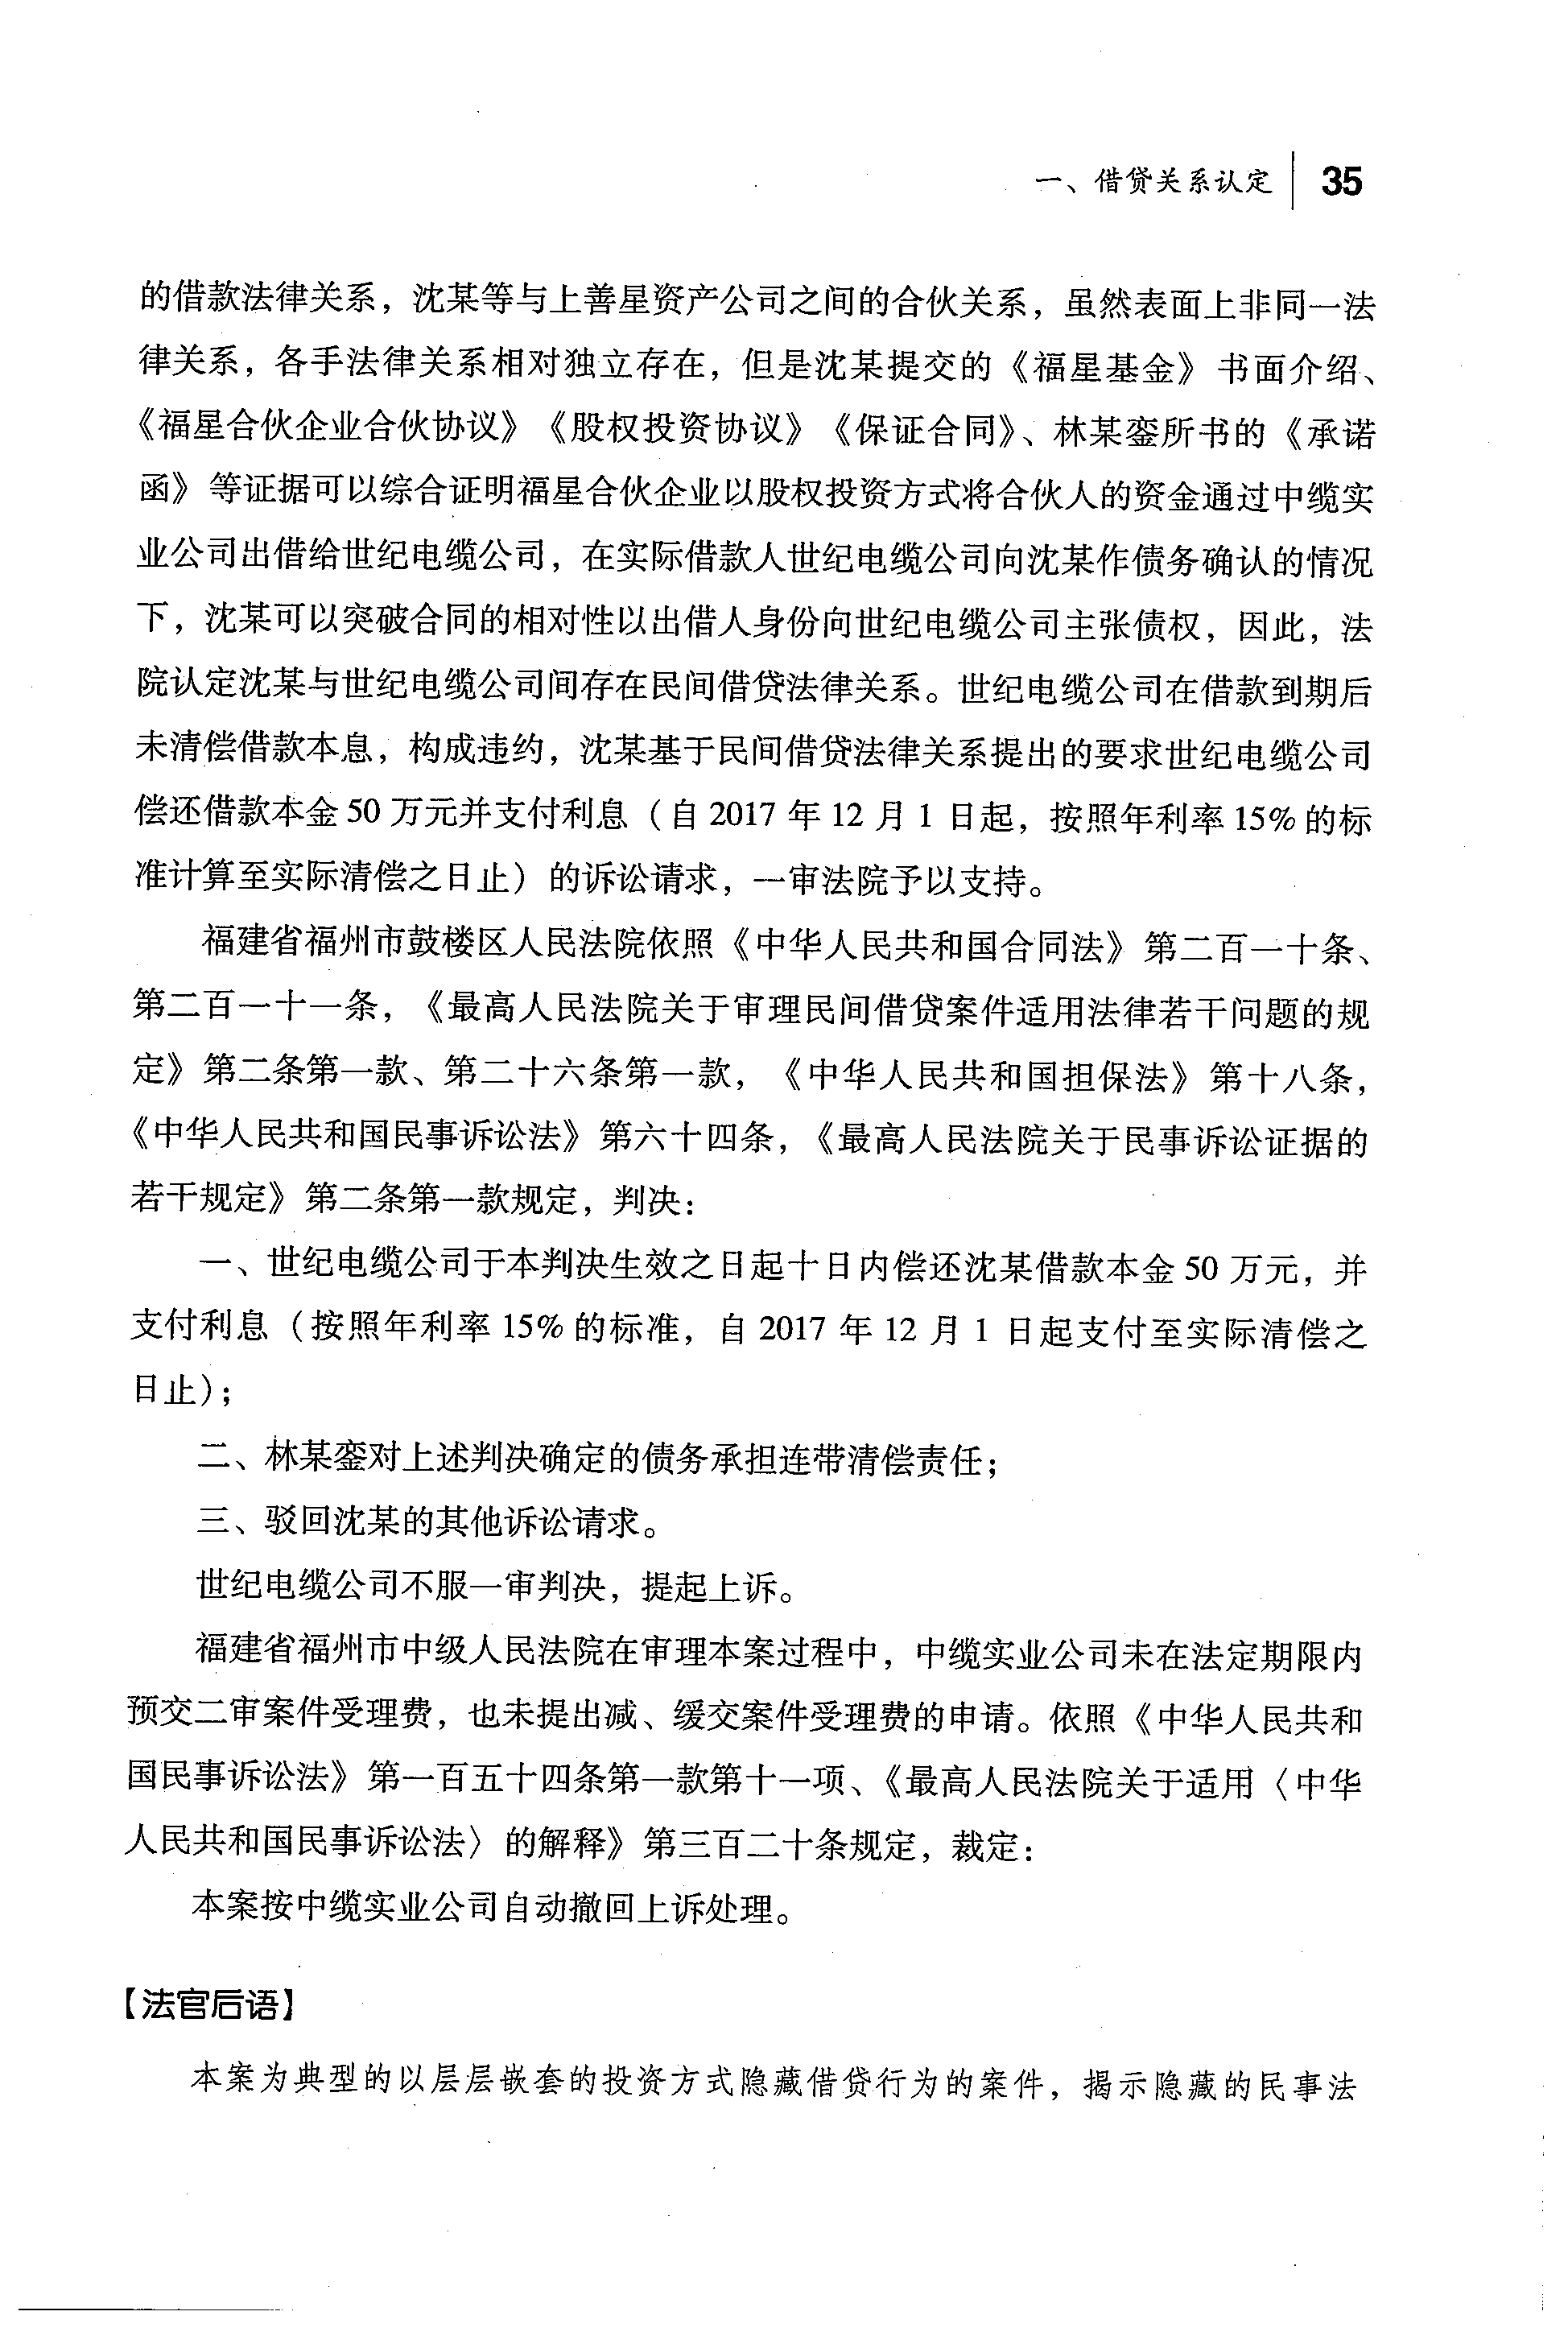 一、借贷关系认定 35
的借款法律关系，沈某等与上善星资产公司之间的合伙关系，虽然表面上非同一法
律关系，各手法律关系相对独立存在，但是沈某提交的《福星基金》书面介绍、
《福星合伙企业合伙协议》《股权投资协议》《保证合同》、林某銮所书的《承诺
函》等证据可以综合证明福星合伙企业以股权投资方式将合伙人的资金通过中缆实
业公司出借给世纪电缆公司，在实际借款人世纪电缆公司向沈某作债务确认的情况
下，沈某可以突破合同的相对性以出借人身份向世纪电缆公司主张债权，因此，法
院认定沈某与世纪电缆公司间存在民间借贷法律关系。世纪电缆公司在借款到期后
未清偿借款本息，构成违约，沈某基于民间借贷法律关系提出的要求世纪电缆公司
偿还借款本金 50 万元并支付利息（自 2017 年 12 月 1 日起，按照年利率 15% 的标
准计算至实际清偿之日止）的诉讼请求，一审法院予以支持。
福建省福州市鼓楼区人民法院依照《中华人民共和国合同法》第二百一十条、
第二百一十一条，《最高人民法院关于审理民间借贷案件适用法律若干问题的规
定》第二条第一款、第二十六条第一款，《中华人民共和国担保法》第十八条，
《中华人民共和国民事诉讼法》第六十四条，《最高人民法院关于民事诉讼证据的
若干规定》第二条第一款规定，判决：
一、世纪电缆公司于本判决生效之日起十日内偿还沈某借款本金 50 万元，并
支付利息（按照年利率 15% 的标准，自 2017 年 12 月 1 日起支付至实际清偿之
日止）；
二、林某銮对上述判决确定的债务承担连带清偿责任；
三、驳回沈某的其他诉讼请求。
世纪电缆公司不服一审判决，提起上诉。
福建省福州市中级人民法院在审理本案过程中，中缆实业公司未在法定期限内
预交二审案件受理费，也未提出减、缓交案件受理费的申请。依照《中华人民共和
国民事诉讼法》第一百五十四条第一款第十一项、《最高人民法院关于适用〈中华
人民共和国民事诉讼法〉的解释》第三百二十条规定，裁定：
本案按中缆实业公司自动撤回上诉处理。
【法官后语】
本案为典型的以层层嵌套的投资方式隐藏借贷行为的案件，揭示隐藏的民事法